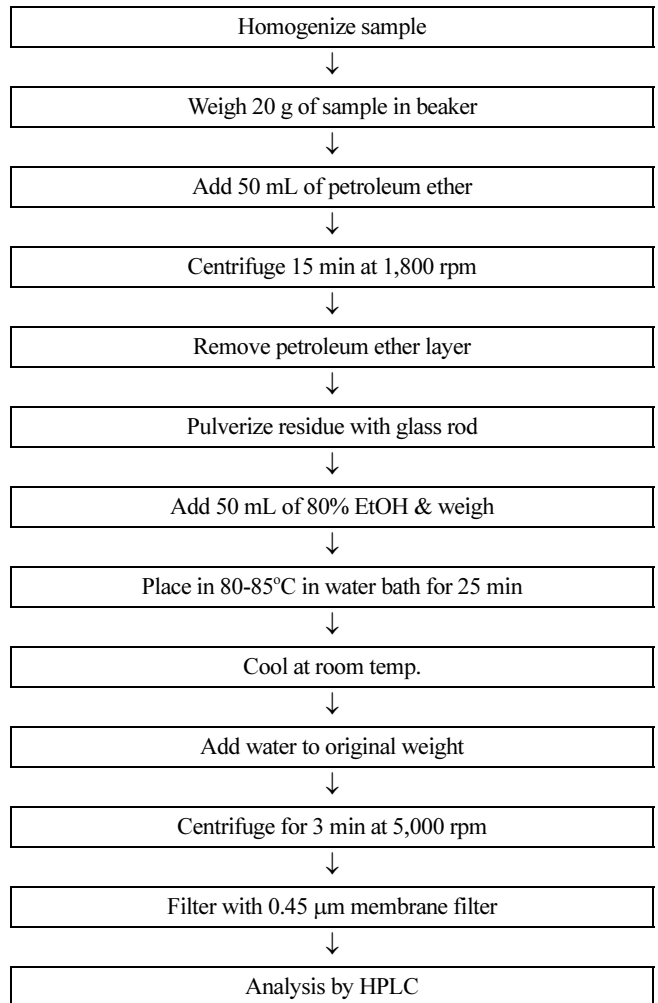 Homogenize sample
↓
Weigh 20 g of sample in beaker
↓
Add 50 mL of petroleum ether
↓
Centrifuge 15 min at 1,800 rpm
↓
Remove petroleum ether layer
↓
Pulverize residue with glass rod
↓
Add 50 mL of 80% EtOH & weigh
↓
Place in 80-85°C in water bath for 25 min
↓
Cool at room temp.
↓
Add water to original weight
↓
Centrifuge for 3 min at 5,000 rpm
↓
Filter with 0.45 μm membrane filter
↓
Analysis by HPLC